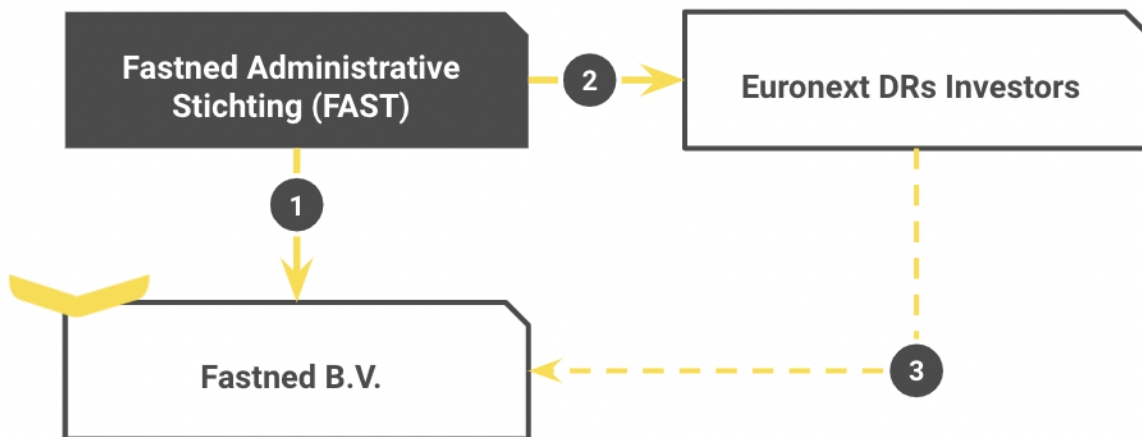 Fastned Administrative
Stichting (FAST)
2
Euronext DRs Investors
1
Fastned B.V.
3